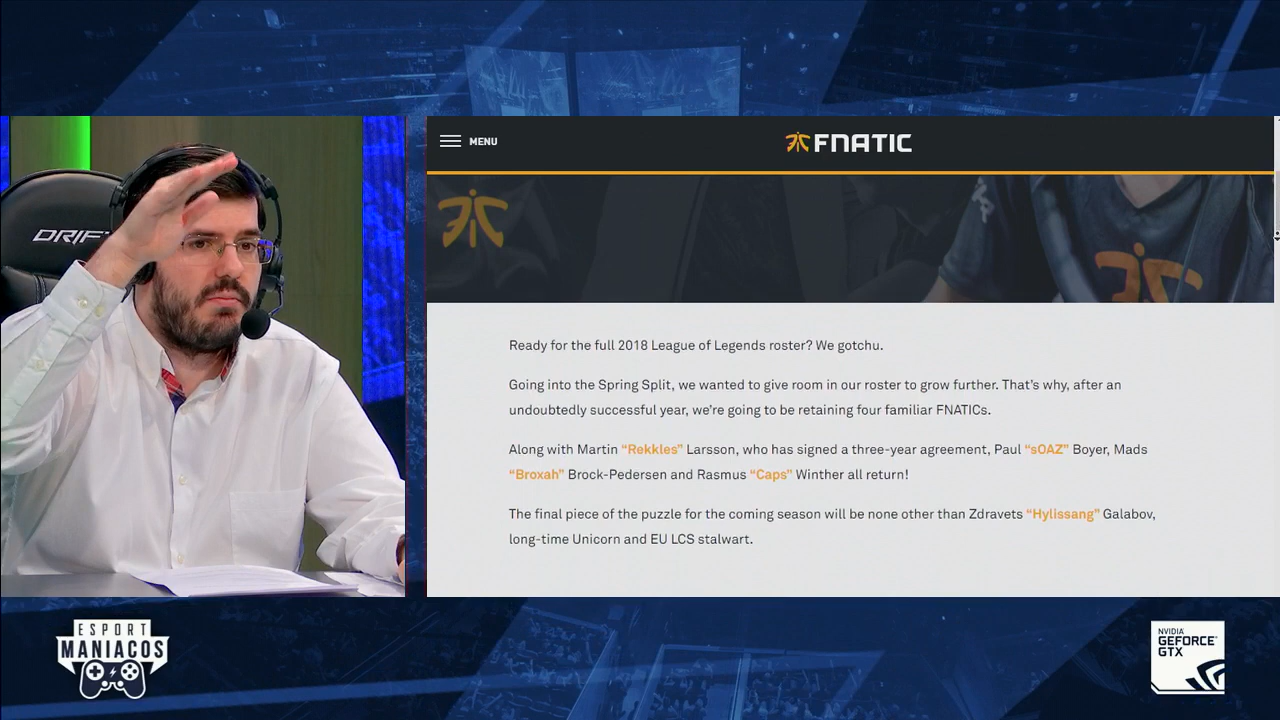 DRIF
MENU
FNATIC
Ready for the full 2018 League of Legends roster? We gotchu.
Going into the Spring Split, we wanted to give room in our roster to grow further. That's why, after an
undoubtedly successful year, we're going to be retaining four familiar FNATICs.
Along with Martin “Rekkles” Larsson, who has signed a three-year agreement, Paul “sOAZ” Boyer, Mads
“Broxah” Brock-Pedersen and Rasmus “Caps” Winther all return!
The final piece of the puzzle for the coming season will be none other than Zdravets “Hylissang” Galabov,
long-time Unicorn and EU LCS stalwart.
ESPORT
MANIACOS
NVIDIA
GEFORCE
GTX